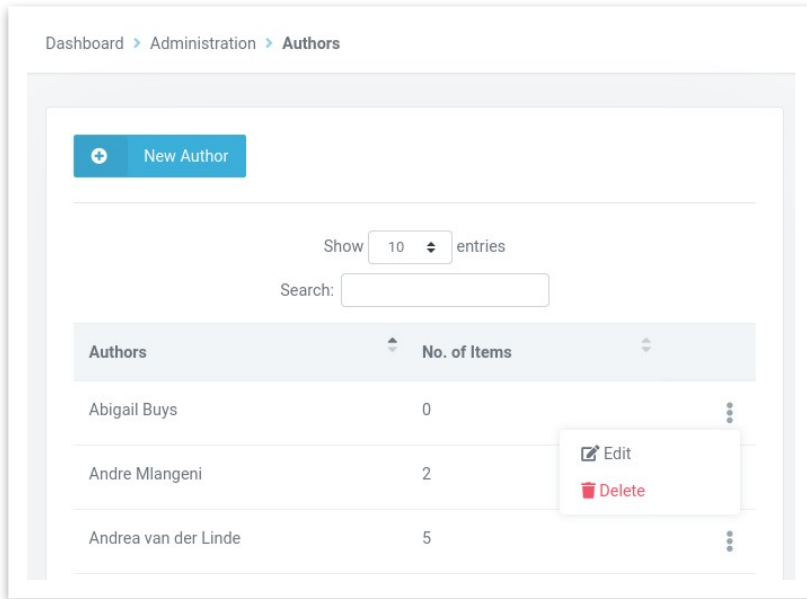 Dashboard > Administration > Authors
New Author
Show 10 entries
Search:
Authors No. of Items
Abigail Buys 0
Edit
Andre Mlangeni 2
Delete
Andrea van der Linde 5